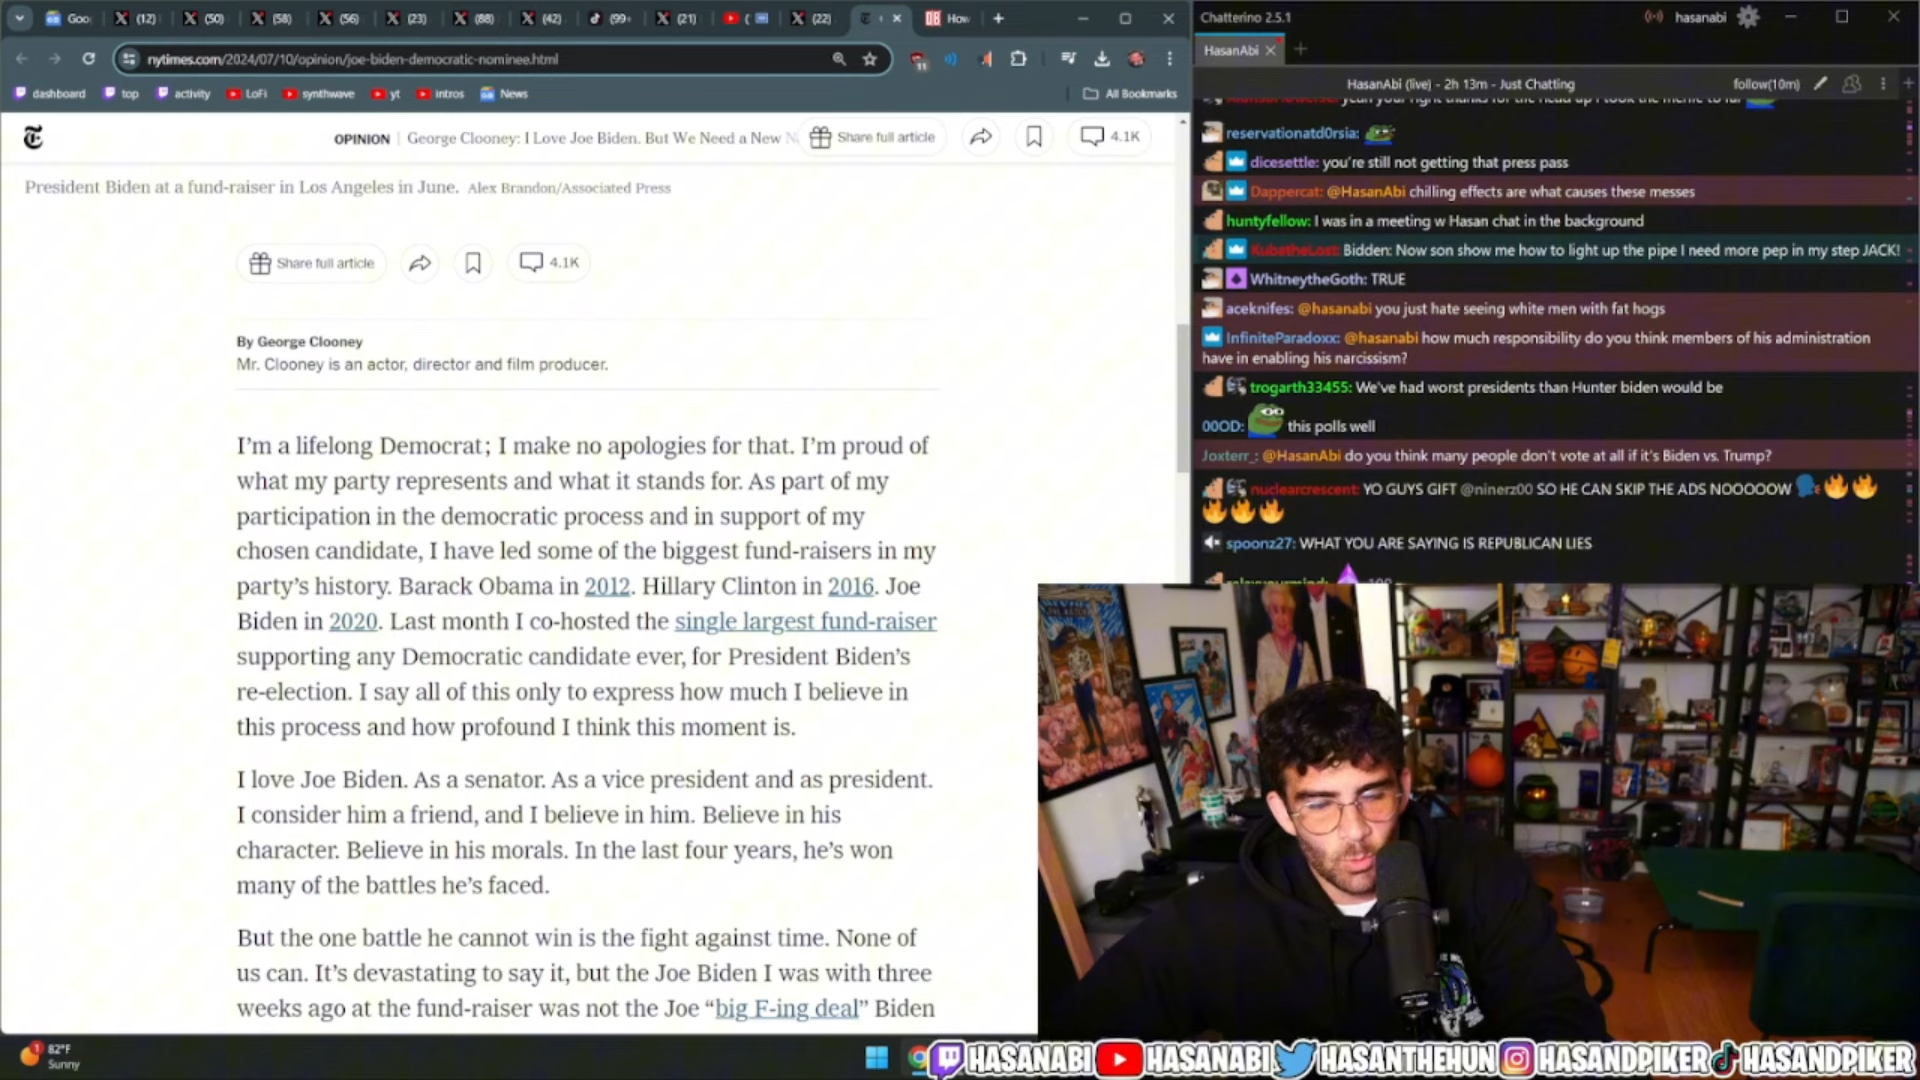 Goo
(12)
(50)
(58)
(56)
(23)
(88)
(42)
(99+
(21)
(22)
How
nytimes.com/2024/07/10/opinion/joe-biden-democratic-nominee.html
11
dashboard
top
activity
LoFi
synthwave
yt
intros
News
All Bookmarks
OPINION | George Clooney: I Love Joe Biden. But We Need a New N
Share full article
4.1K
President Biden at a fund-raiser in Los Angeles in June. Alex Brandon/Associated Press
Share full article
4.1K
By George Clooney
Mr. Clooney is an actor, director and film producer.
I'm a lifelong Democrat; I make no apologies for that. I'm proud of
what my party represents and what it stands for. As part of my
participation in the democratic process and in support of my
chosen candidate, I have led some of the biggest fund-raisers in my
party's history. Barack Obama in 2012. Hillary Clinton in 2016. Joe
Biden in 2020. Last month I co-hosted the single largest fund-raiser
supporting any Democratic candidate ever, for President Biden's
re-election. I say all of this only to express how much I believe in
this process and how profound I think this moment is.
I love Joe Biden. As a senator. As a vice president and as president.
I consider him a friend, and I believe in him. Believe in his
character. Believe in his morals. In the last four years, he's won
many of the battles he's faced.
But the one battle he cannot win is the fight against time. None of
us can. It's devastating to say it, but the Joe Biden I was with three
weeks ago at the fund-raiser was not the Joe "big F-ing deal" Biden
Chatterino 2.5.1
hasanabi
HasanAbi
HasanAbi (live) - 2h 13m - Just Chatting
follow(10m)
reservationatd0rsia:
dicesettle: you're still not getting that press pass
Dappercat: @HasanAbi chilling effects are what causes these messes
huntyfellow: I was in a meeting w Hasan chat in the background
KubatheLost: Bidden: Now son show me how to light up the pipe I need more pep in my step JACK!
WhitneytheGoth: TRUE
aceknifes: @hasanabi you just hate seeing white men with fat hogs
InfiniteParadoxx: @hasanabi how much responsibility do you think members of his administration
have in enabling his narcissism?
trogarth33455: We've had worst presidents than Hunter biden would be
00OD: this polls well
Joxterr_: @HasanAbi do you think many people don't vote at all if it's Biden vs. Trump?
nuclearcrescent: YO GUYS GIFT @ninerz00 SO HE CAN SKIP THE ADS NOOOOOW
spoonz27: WHAT YOU ARE SAYING IS REPUBLICAN LIES
1
82°F
Sunny
HASANABI
HASANABI
HASANTHEHUN
HASANDPIKER
HASANDPIKER